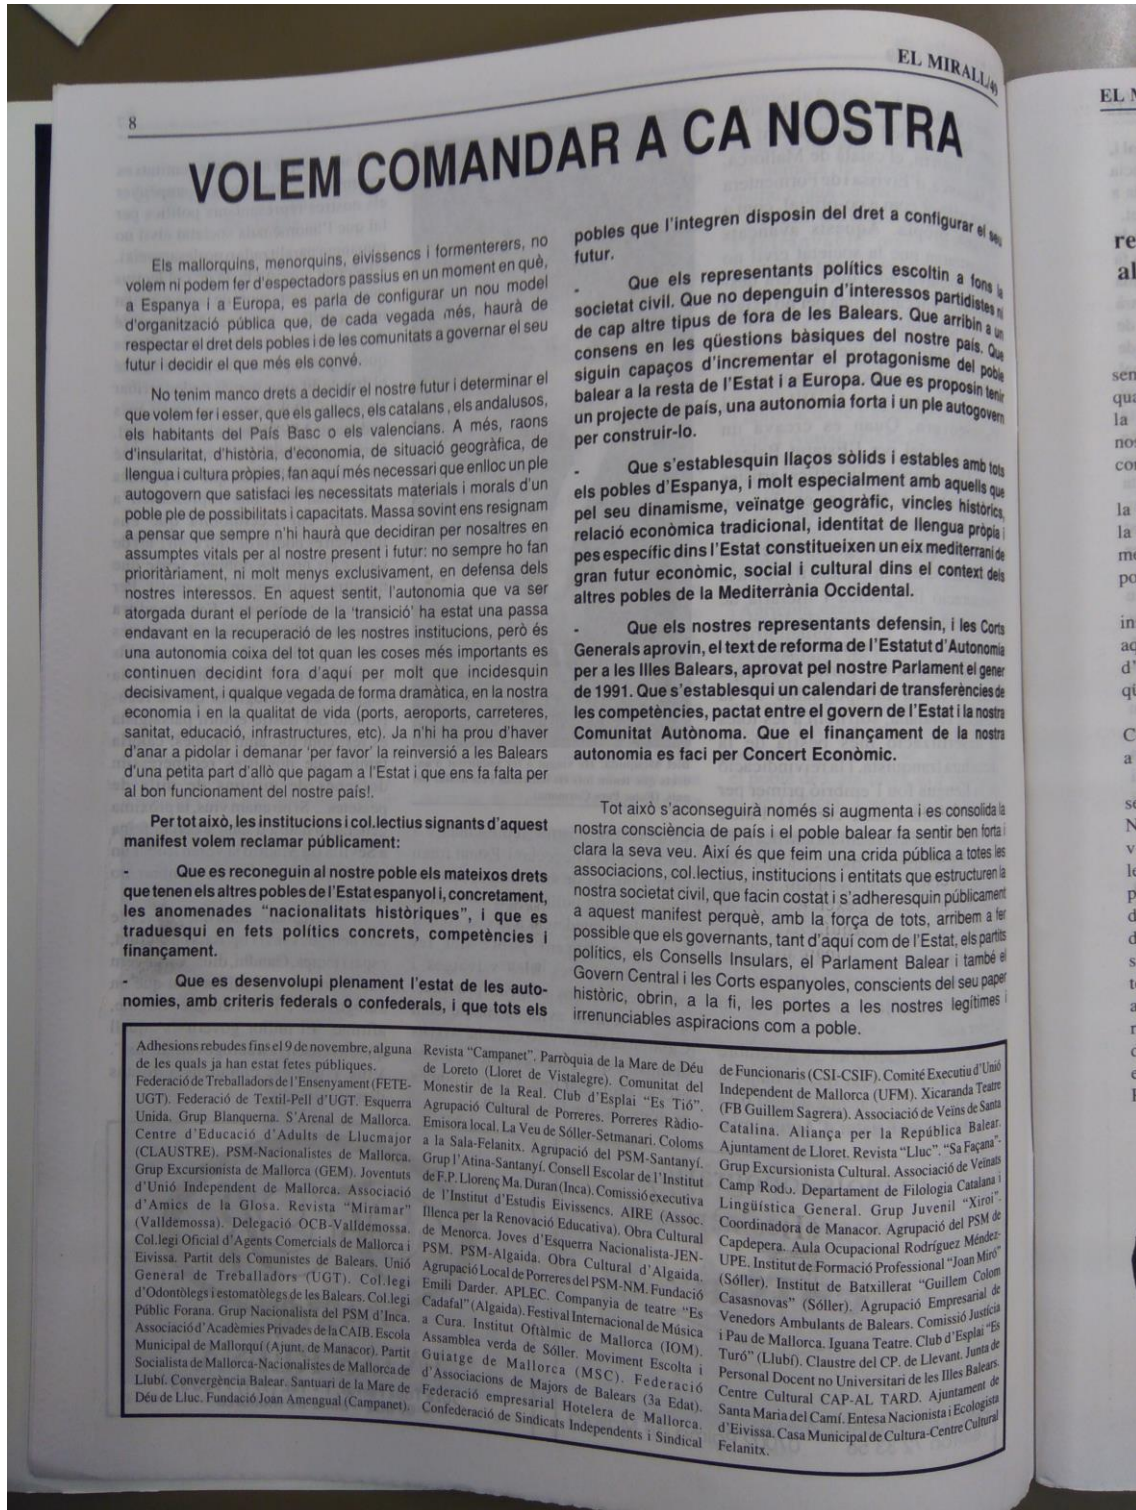 EL MIRALL/49
8
VOLEM COMANDAR A CA NOSTRA
Els mallorquins, menorquins, eivissencs i formenterers, no
volem ni podem fer d'espectadors passius en un moment en què,
a Espanya i a Europa, es parla de configurar un nou model
d'organització pública que, de cada vegada més, haurà de
respectar el dret dels pobles i de les comunitats a governar el seu
futur i decidir el que més els convé.
No tenim manco drets a decidir el nostre futur i determinar el
que volem fer i esser, que els gallecs, els catalans, els andalusos,
els habitants del País Basc o els valencians. A més, raons
d'insularitat, d'història, d'economia, de situació geogràfica, de
llengua i cultura pròpies, fan aquí més necessari que enlloc un ple
autogovern que satisfaci les necessitats materials i morals d'un
poble ple de possibilitats i capacitats. Massa sovint ens resignam
a pensar que sempre n'hi haurà que decidiran per nosaltres en
assumptes vitals per al nostre present i futur: no sempre ho fan
prioritàriament, ni molt menys exclusivament, en defensa dels
nostres interessos. En aquest sentit, l'autonomia que va ser
atorgada durant el període de la 'transició' ha estat una passa
endavant en la recuperació de les nostres institucions, però és
una autonomia coixa del tot quan les coses més importants es
continuen decidint fora d'aquí per molt que incidesquin
decisivament, i qualque vegada de forma dramàtica, en la nostra
economia i en la qualitat de vida (ports, aeroports, carreteres,
sanitat, educació, infrastructures, etc). Ja n'hi ha prou d'haver
d'anar a pidolar i demanar 'per favor' la reinversió a les Balears
d'una petita part d'allò que pagam a l'Estat i que ens fa falta per
al bon funcionament del nostre país!.
Per tot això, les institucions i col.lectius signants d'aquest
manifest volem reclamar públicament:
- Que es reconegui al nostre poble els mateixos drets
que tenen els altres pobles de l'Estat espanyol i, concretament,
les anomenades "nacionalitats històriques", i que es
traduesqui en fets polítics concrets, competències i
finançament.
- Que es desenvolupi plenament l'estat de les auto-
nomies, amb criteris federals o confederals, i que tots els
pobles que l'integren disposin del dret a configurar el seu
futur.
- Que els representants polítics escoltin a fons la
societat civil. Que no depenguin d'interessos partidistes ni
de cap altre tipus de fora de les Balears. Que arribin a un
consens en les qüestions bàsiques del nostre país. Que
siguin capaços d'incrementar el protagonisme del poble
balear a la resta de l'Estat i a Europa. Que es proposin tenir
un projecte de país, una autonomia forta i un ple autogovern
per construir-lo.
- Que s'establesquin llaços sòlids i estables amb tots
els pobles d'Espanya, i molt especialment amb aquells que
pel seu dinamisme, veïnatge geogràfic, vincles històrics,
relació econòmica tradicional, identitat de llengua pròpia i
pes específic dins l'Estat constitueixen un eix mediterrani de
gran futur econòmic, social i cultural dins el context dels
altres pobles de la Mediterrània Occidental.
- Que els nostres representants defensin, i les Corts
Generals aprovin, el text de reforma de l'Estatut d'Autonomia
per a les Illes Balears, aprovat pel nostre Parlament el gener
de 1991. Que s'establesqui un calendari de transferències de
les competències, pactat entre el govern de l'Estat i la nostra
Comunitat Autònoma. Que el finançament de la nostra
autonomia es faci per Concert Econòmic.
Tot això s'aconseguirà només si augmenta i es consolida la
nostra consciència de país i el poble balear fa sentir ben forta i
clara la seva veu. Així és que feim una crida pública a totes les
associacions, col.lectius, institucions i entitats que estructuren la
nostra societat civil, que facin costat i s'adheresquin públicament
a aquest manifest perquè, amb la força de tots, arribem a fer
possible que els governants, tant d'aquí com de l'Estat, els partits
polítics, els Consells Insulars, el Parlament Balear i també el
Govern Central i les Corts espanyoles, conscients del seu paper
històric, obrin, a la fi, les portes a les nostres legítimes i
irrenunciables aspiracions com a poble.
Adhesions rebudes fins el 9 de novembre, alguna
de les quals ja han estat fetes públiques.
Federació de Treballadors de l'Ensenyament (FETE-
UGT). Federació de Textil-Pell d'UGT. Esquerra
Unida. Grup Blanquerna. S'Arenal de Mallorca.
Centre d'Educació d'Adults de Llucmajor
(CLAUSTRE). PSM-Nacionalistes de Mallorca.
Grup Excursionista de Mallorca (GEM). Joventuts
d'Unió Independent de Mallorca. Associació
d'Amics de la Glosa. Revista "Miramar"
(Valldemossa). Delegació OCB-Valldemossa.
Col.legi Oficial d'Agents Comercials de Mallorca i
Eivissa. Partit dels Comunistes de Balears. Unió
General de Treballadors (UGT). Col.legi
d'Odontòlegs i estomatòlegs de les Balears. Col.legi
Públic Forana. Grup Nacionalista del PSM d'Inca.
Associació d'Acadèmies Privades de la CAIB. Escola
Municipal de Mallorquí (Ajunt. de Manacor). Partit
Socialista de Mallorca-Nacionalistes de Mallorca de
Llubí. Convergència Balear. Santuari de la Mare de
Déu de Lluc. Fundació Joan Amengual (Campanet).
Revista "Campanet". Parròquia de la Mare de Déu
de Loreto (Lloret de Vistalegre). Comunitat del
Monestir de la Real. Club d'Esplai "Es Tió".
Agrupació Cultural de Porreres. Porreres Ràdio-
Emisora local. La Veu de Sóller-Setmanari. Coloms
a la Sala-Felanitx. Agrupació del PSM-Santanyí.
Grup l'Atina-Santanyí. Consell Escolar de l'Institut
de F.P. Llorenç Ma. Duran (Inca). Comissió executiva
de l'Institut d'Estudis Eivissencs. AIRE (Assoc.
Illenca per la Renovació Educativa). Obra Cultural
de Menorca. Joves d'Esquerra Nacionalista-JEN-
PSM. PSM-Algaida. Obra Cultural d'Algaida.
Agrupació Local de Porreres del PSM-NM. Fundació
Emili Darder. APLEC. Companyia de teatre "Es
Cadafal" (Algaida). Festival Internacional de Música
a Cura. Institut Oftàlmic de Mallorca (IOM).
Assamblea verda de Sóller. Moviment Escolta i
Guiatge de Mallorca (MSC). Federació
d'Associacions de Majors de Balears (3a Edat).
Federació empresarial Hotelera de Mallorca.
Confederació de Sindicats Independents i Sindical
de Funcionaris (CSI-CSIF). Comité Executiu d'Unió
Independent de Mallorca (UFM). Xicaranda Teatre
(FB Guillem Sagrera). Associació de Veïns de Santa
Catalina. Aliança per la República Balear.
Ajuntament de Lloret. Revista "Lluc". "Sa Façana"-
Grup Excursionista Cultural. Associació de Veïnats
Camp Rodo. Departament de Filologia Catalana i
Lingüística General. Grup Juvenil "Xiroi"-
Coordinadora de Manacor. Agrupació del PSM de
Capdepera. Aula Ocupacional Rodríguez Méndez-
UPE. Institut de Formació Professional "Joan Miró"
(Sóller). Institut de Batxillerat "Guillem Colom
Casasnovas" (Sóller). Agrupació Empresarial de
Venedors Ambulants de Balears. Comissió Justícia
i Pau de Mallorca. Iguana Teatre. Club d'Esplai "Es
Turó" (Llubí). Claustre del CP. de Llevant. Junta de
Personal Docent no Universitari de les Illes Balears.
Centre Cultural CAP-AL TARD. Ajuntament de
Santa Maria del Camí. Entesa Nacionista i Ecologista
d'Eivissa. Casa Municipal de Cultura-Centre Cultural
Felanitx.